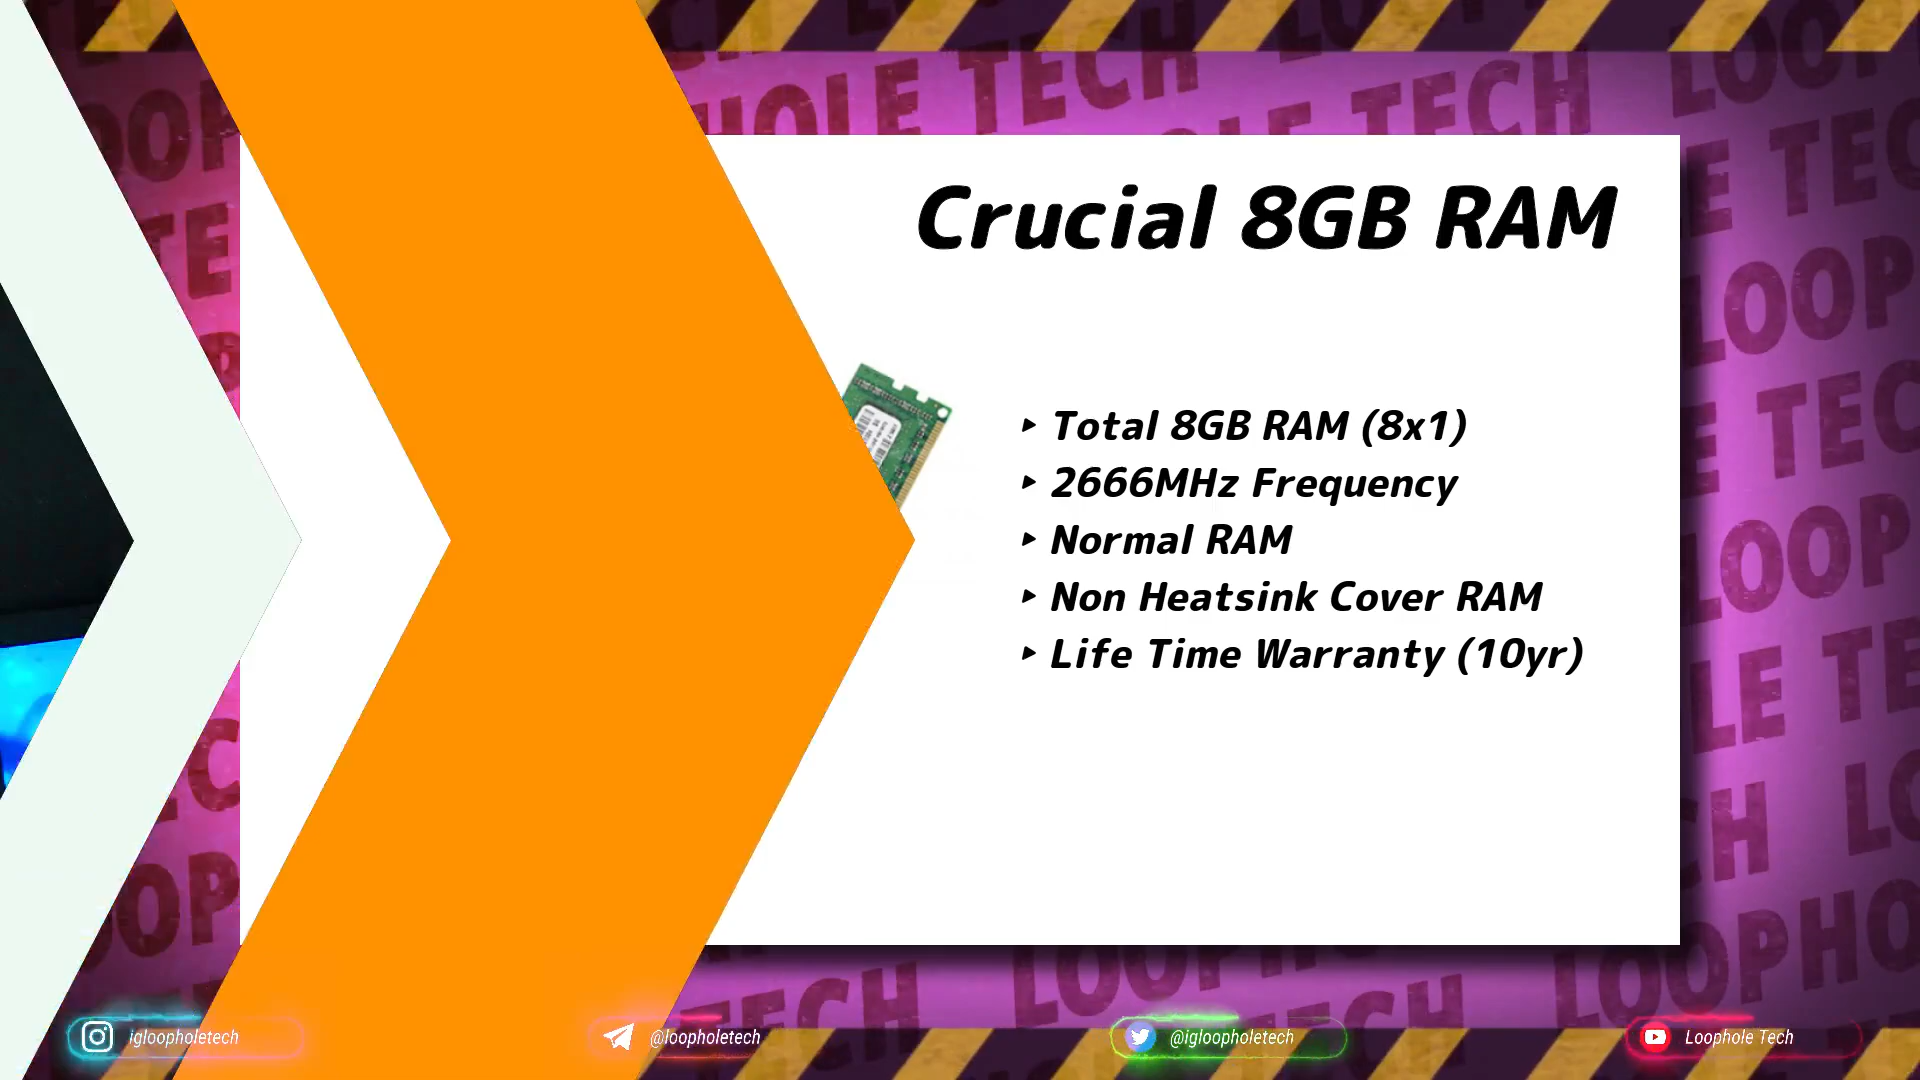 Crucial 8GB RAM
‣ Total 8GB RAM (8x1)
‣ 2666MHz Frequency
‣ Normal RAM
‣ Non Heatsink Cover RAM
‣ Life Time Warranty (10yr)
igloopholetech
@loopholetech
@igloopholetech
Loophole Tech